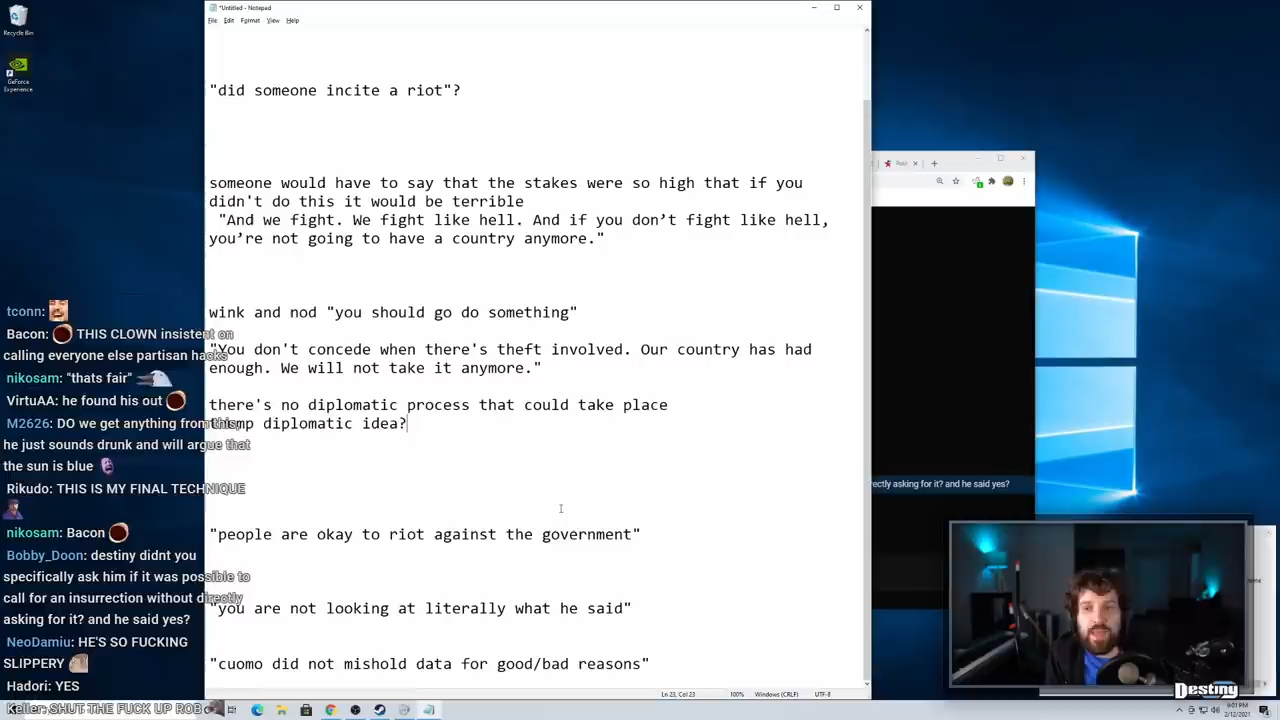 *Untitled - Notepad
File Edit Format View Help
Recycle Bin
GeForce
Experience
"did someone incite a riot"?
someone would have to say that the stakes were so high that if you
didn't do this it would be terrible
"And we fight. We fight like hell. And if you don’t fight like hell,
you’re not going to have a country anymore."
wink and nod "you should go do something"
"You don't concede when there's theft involved. Our country has had
enough. We will not take it anymore."
there's no diplomatic process that could take place
trump diplomatic idea?
"people are okay to riot against the government"
"you are not looking at literally what he said"
"cuomo did not mishold data for good/bad reasons"
Ln 23, Col 23 100% Windows (CRLF) UTF-8
tconn:
Bacon: THIS CLOWN insistent on
calling everyone else partisan hacks
nikosam: "thats fair"
VirtuAA: he found his out
M2626: DO we get anything from this,
he just sounds drunk and will argue that
the sun is blue
Rikudo: THIS IS MY FINAL TECHNIQUE
nikosam: Bacon
Bobby_Doon: destiny didnt you
specifically ask him if it was possible to
call for an insurrection without directly
asking for it? and he said yes?
NeoDamiu: HE'S SO FUCKING
SLIPPERY
Hadori: YES
Keller: SHUT THE FUCK UP ROB
ectly asking for it? and he said yes?
Destiny
9:01 PM
2/12/2021